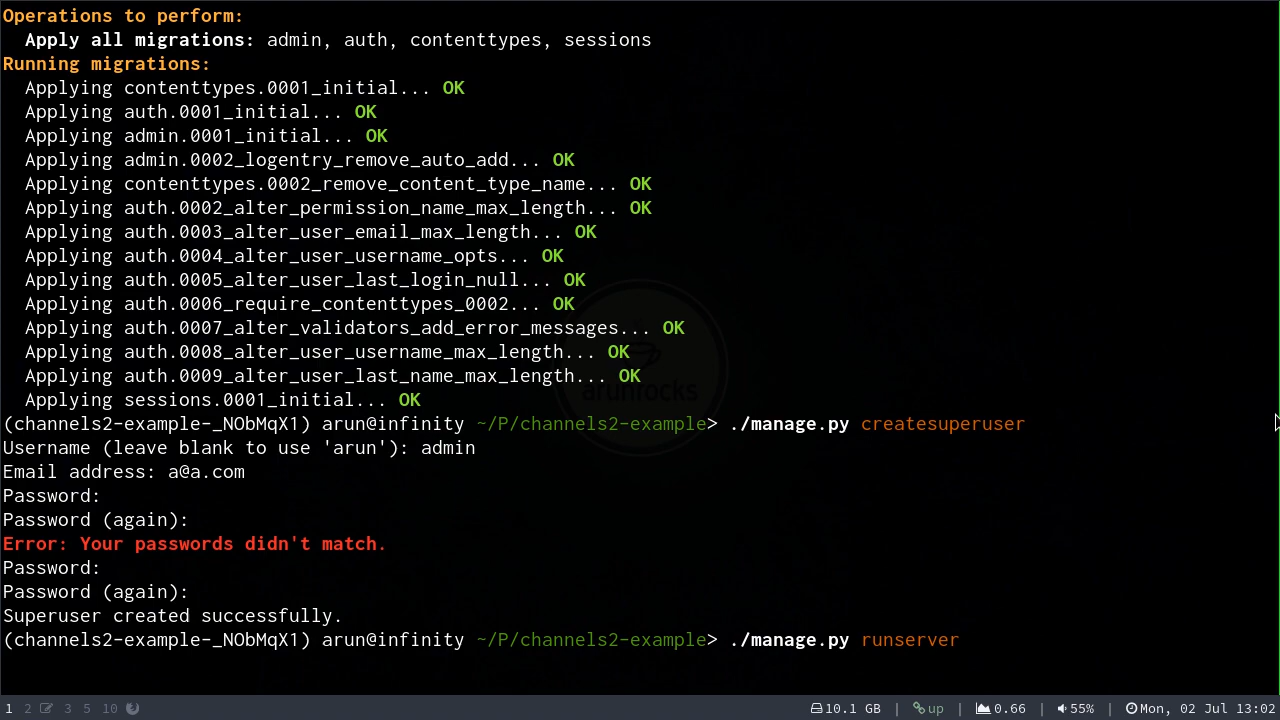 Operations to perform:
  Apply all migrations: admin, auth, contenttypes, sessions
Running migrations:
  Applying contenttypes.0001_initial... OK
  Applying auth.0001_initial... OK
  Applying admin.0001_initial... OK
  Applying admin.0002_logentry_remove_auto_add... OK
  Applying contenttypes.0002_remove_content_type_name... OK
  Applying auth.0002_alter_permission_name_max_length... OK
  Applying auth.0003_alter_user_email_max_length... OK
  Applying auth.0004_alter_user_username_opts... OK
  Applying auth.0005_alter_user_last_login_null... OK
  Applying auth.0006_require_contenttypes_0002... OK
  Applying auth.0007_alter_validators_add_error_messages... OK
  Applying auth.0008_alter_user_username_max_length... OK
  Applying auth.0009_alter_user_last_name_max_length... OK
arunrocks
  Applying sessions.0001_initial... OK
(channels2-example-_NObMqX1) arun@infinity ~/P/channels2-example> ./manage.py createsuperuser
Username (leave blank to use 'arun'): admin
Email address: a@a.com
Password:
Password (again):
Error: Your passwords didn't match.
Password:
Password (again):
Superuser created successfully.
(channels2-example-_NObMqX1) arun@infinity ~/P/channels2-example> ./manage.py runserver
1 2 3 5 10 10.1 GB | up | 0.66 | 55% | Mon, 02 Jul 13:02